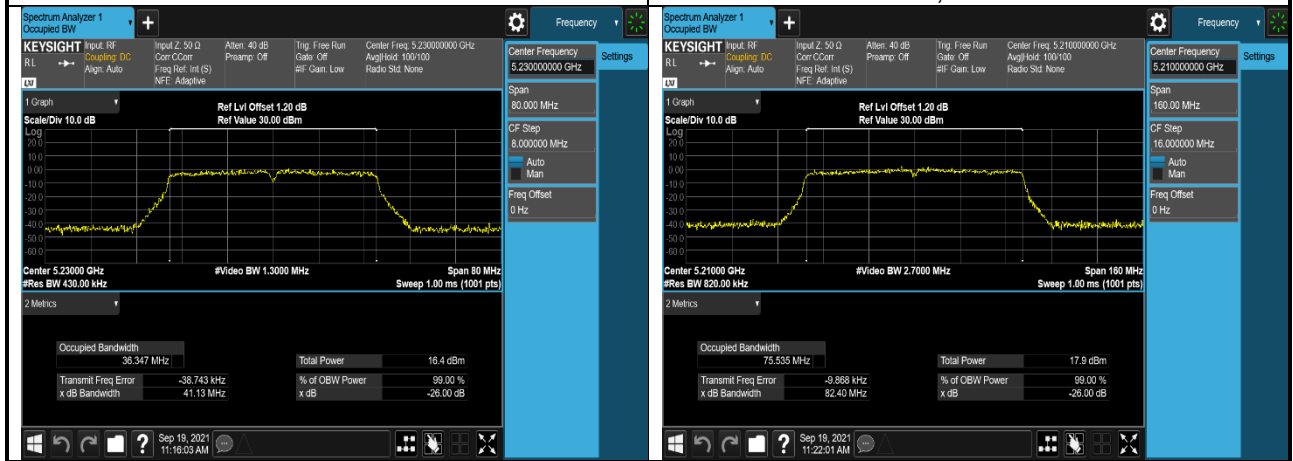 Spectrum Analyzer 1
Occupied BW
Frequency
KEYSIGHT
R L
LXI
Input: RF
Coupling: DC
Align: Auto
Input Z: 50 Ω
Corr CCorr
Freq Ref: Int (S)
NFE: Adaptive
Atten: 40 dB
Preamp: Off
Trig: Free Run
Gate: Off
#IF Gain: Low
Center Freq: 5.230000000 GHz
Avg|Hold: 100/100
Radio Std: None
Center Frequency
5.230000000 GHz
Settings
Span
80.000 MHz
CF Step
8.000000 MHz
Auto
Man
Freq Offset
0 Hz
1 Graph
Scale/Div 10.0 dB
Ref Lvl Offset 1.20 dB
Ref Value 30.00 dBm
Log
20.0
10.0
0.00
-10.0
-20.0
-30.0
-40.0
-50.0
-60.0
Center 5.23000 GHz
#Video BW 1.3000 MHz
Span 80 MHz
#Res BW 430.00 kHz
Sweep 1.00 ms (1001 pts)
2 Metrics
Occupied Bandwidth
36.347 MHz
Total Power 16.4 dBm
Transmit Freq Error -38.743 kHz
% of OBW Power 99.00 %
x dB Bandwidth 41.13 MHz
x dB -26.00 dB
?
Sep 19, 2021
11:16:03 AM
Spectrum Analyzer 1
Occupied BW
Frequency
KEYSIGHT
R L
LXI
Input: RF
Coupling: DC
Align: Auto
Input Z: 50 Ω
Corr CCorr
Freq Ref: Int (S)
NFE: Adaptive
Atten: 40 dB
Preamp: Off
Trig: Free Run
Gate: Off
#IF Gain: Low
Center Freq: 5.210000000 GHz
Avg|Hold: 100/100
Radio Std: None
Center Frequency
5.210000000 GHz
Settings
Span
160.00 MHz
CF Step
16.000000 MHz
Auto
Man
Freq Offset
0 Hz
1 Graph
Scale/Div 10.0 dB
Ref Lvl Offset 1.20 dB
Ref Value 30.00 dBm
Log
20.0
10.0
0.00
-10.0
-20.0
-30.0
-40.0
-50.0
-60.0
Center 5.21000 GHz
#Video BW 2.7000 MHz
Span 160 MHz
#Res BW 820.00 kHz
Sweep 1.00 ms (1001 pts)
2 Metrics
Occupied Bandwidth
75.535 MHz
Total Power 17.9 dBm
Transmit Freq Error -9.868 kHz
% of OBW Power 99.00 %
x dB Bandwidth 82.40 MHz
x dB -26.00 dB
?
Sep 19, 2021
11:22:01 AM